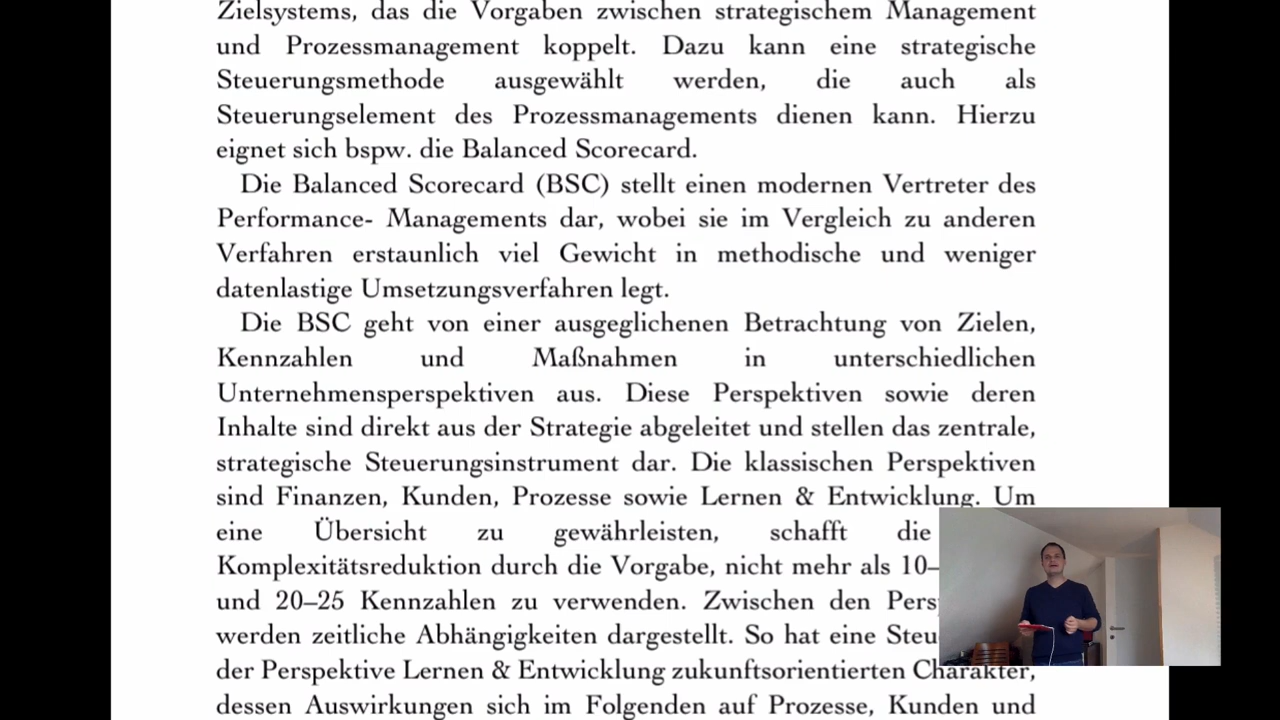 Zielsystems, das die Vorgaben zwischen strategischem Management
und Prozessmanagement koppelt. Dazu kann eine strategische
Steuerungsmethode ausgewählt werden, die auch als
Steuerungselement des Prozessmanagements dienen kann. Hierzu
eignet sich bspw. die Balanced Scorecard.
Die Balanced Scorecard (BSC) stellt einen modernen Vertreter des
Performance- Managements dar, wobei sie im Vergleich zu anderen
Verfahren erstaunlich viel Gewicht in methodische und weniger
datenlastige Umsetzungsverfahren legt.
Die BSC geht von einer ausgeglichenen Betrachtung von Zielen,
Kennzahlen und Maßnahmen in unterschiedlichen
Unternehmensperspektiven aus. Diese Perspektiven sowie deren
Inhalte sind direkt aus der Strategie abgeleitet und stellen das zentrale,
strategische Steuerungsinstrument dar. Die klassischen Perspektiven
sind Finanzen, Kunden, Prozesse sowie Lernen & Entwicklung. Um
eine Übersicht zu gewährleisten, schafft die
Komplexitätsreduktion durch die Vorgabe, nicht mehr als 10–
und 20–25 Kennzahlen zu verwenden. Zwischen den
werden zeitliche Abhängigkeiten dargestellt. So hat eine
der Perspektive Lernen & Entwicklung zukunftsorientierten Charakter,
dessen Auswirkungen sich im Folgenden auf Prozesse, Kunden und